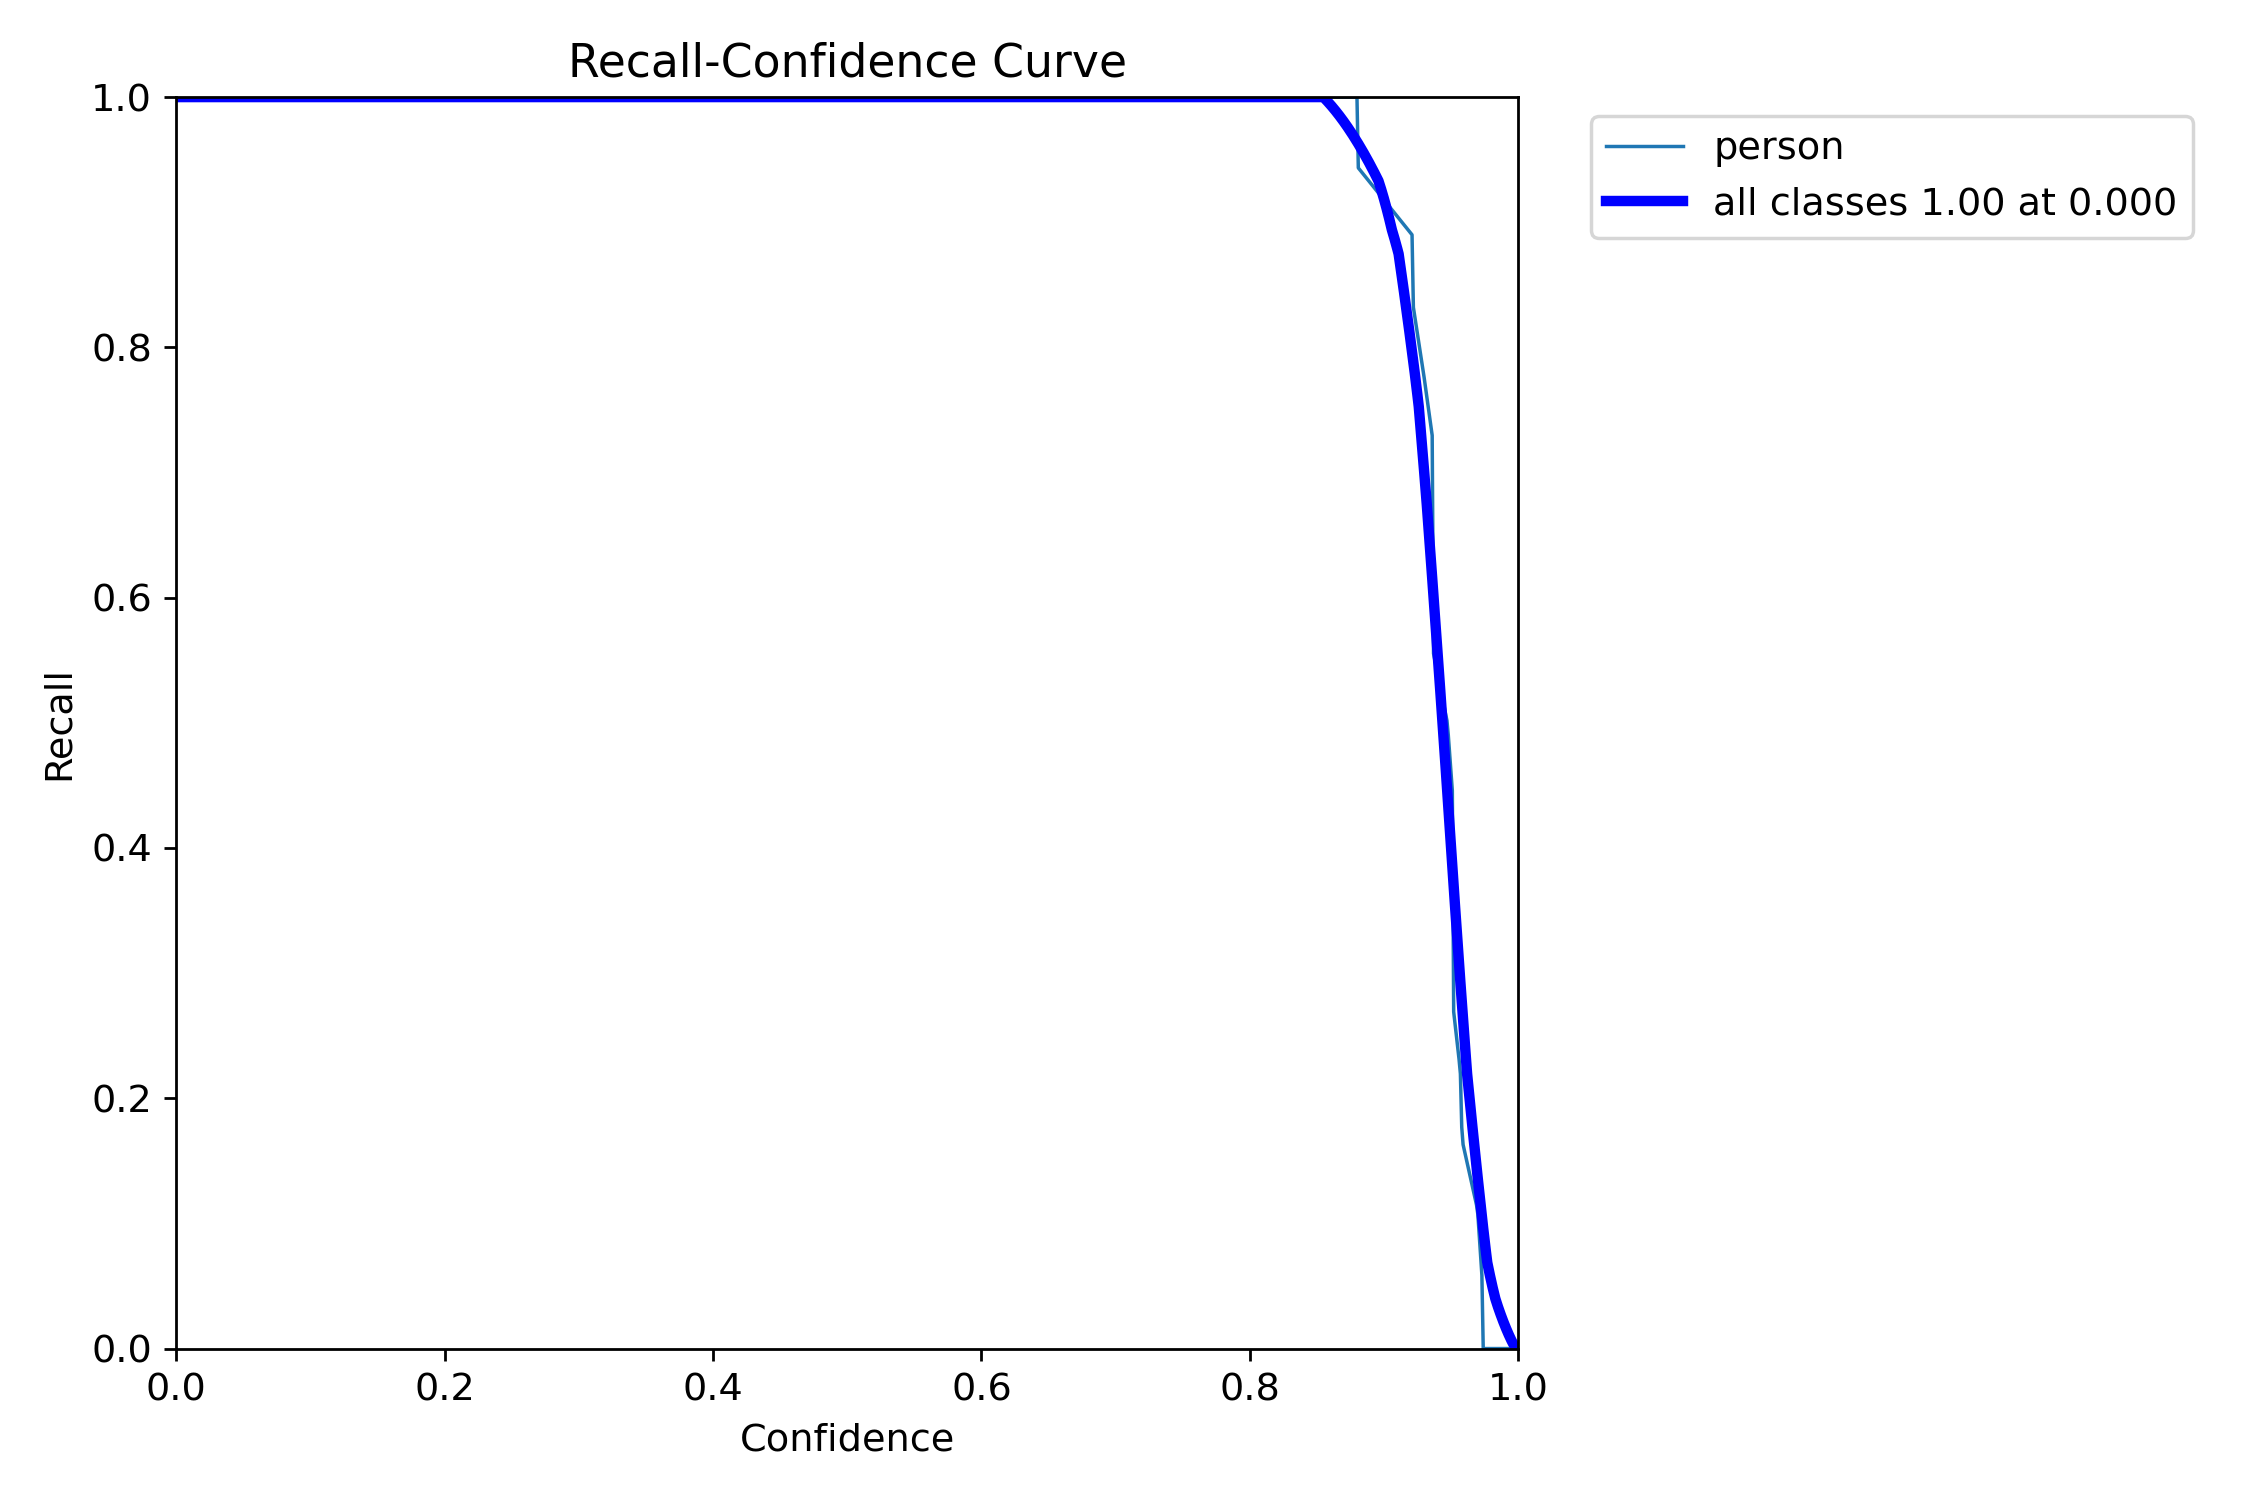 Recall-Confidence Curve
1.0
0.8
0.6
0.4
0.2
0.0
Recall
0.0 0.2 0.4 0.6 0.8 1.0
Confidence
person
all classes 1.00 at 0.000